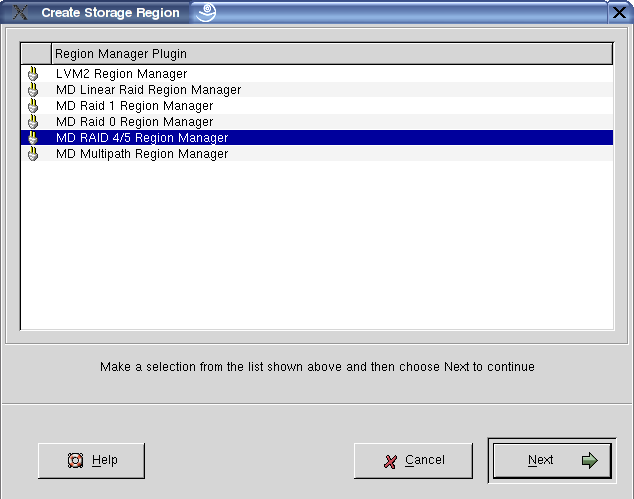 Create Storage Region
Region Manager Plugin
LVM2 Region Manager
MD Linear Raid Region Manager
MD Raid 1 Region Manager
MD Raid 0 Region Manager
MD RAID 4/5 Region Manager
MD Multipath Region Manager
Make a selection from the list shown above and then choose Next to continue
Help
Cancel
Next